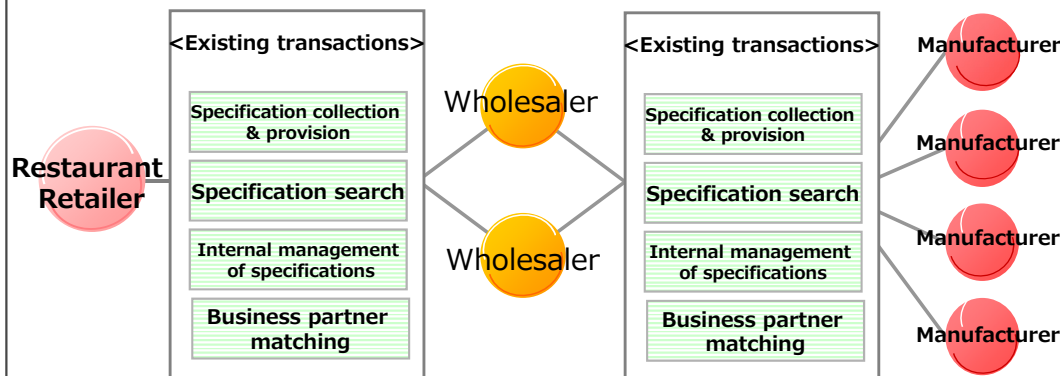 Restaurant
Retailer
<Existing transactions>
Specification collection
& provision
Specification search
Internal management
of specifications
Business partner
matching
Wholesaler
Wholesaler
<Existing transactions>
Specification collection
& provision
Specification search
Internal management
of specifications
Business partner
matching
Manufacturer
Manufacturer
Manufacturer
Manufacturer